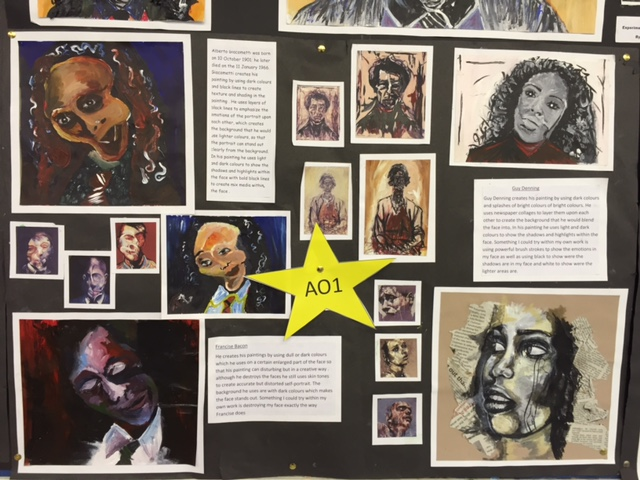 Alberto Giacometti was born
on 10 October 1901, he later
died on the 11 January 1966.
Giacometti creates his
painting by using dark colours
and black lines to create
texture and shading in the
painting. He uses layers of
black lines to emphasize the
emotions of the portrait upon
each other, which creates
the background that he would
use lighter colours, as that
the portrait can stand out
clearly from the background.
In his painting he uses light
and dark colours to show the
shadows and highlights within
the face with bold black lines
to create new media within,
the face.
Guy Denning
Guy Denning creates his painting by using dark colours
and splashes of bright colours of bright colours. He
uses newspaper collages to layer them upon each
other to create the background that he would blend
the face into. In his painting he uses light and dark
colours to show the shadows and highlights within the
face. Something I could try within my own work is
using powerful brush strokes to show the emotions in
my face as well as using black to show were the
shadows are in my face and white to show were the
lighter areas are.
AO1
Francise Bacon
He creates his paintings by using dull or dark colours
which he uses on a certain enlarged part of the face so
that his painting can disturbing but in a creative way.
although he destroys the faces he still uses skin tones
to create accurate but distorted self-portrait. The
background he uses are with dark colours which makes
the face stands out. Something I could try within my
own work is destroying my face exactly the way
Francise does